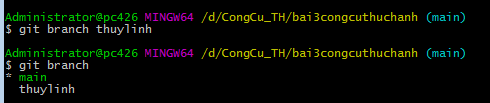 Administrator@pc426 MINGW64 /d/CongCu_TH/bai3congcuthuchanh (main)
$ git branch thuylinh
Administrator@pc426 MINGW64 /d/CongCu_TH/bai3congcuthuchanh (main)
$ git branch
* main
  thuylinh